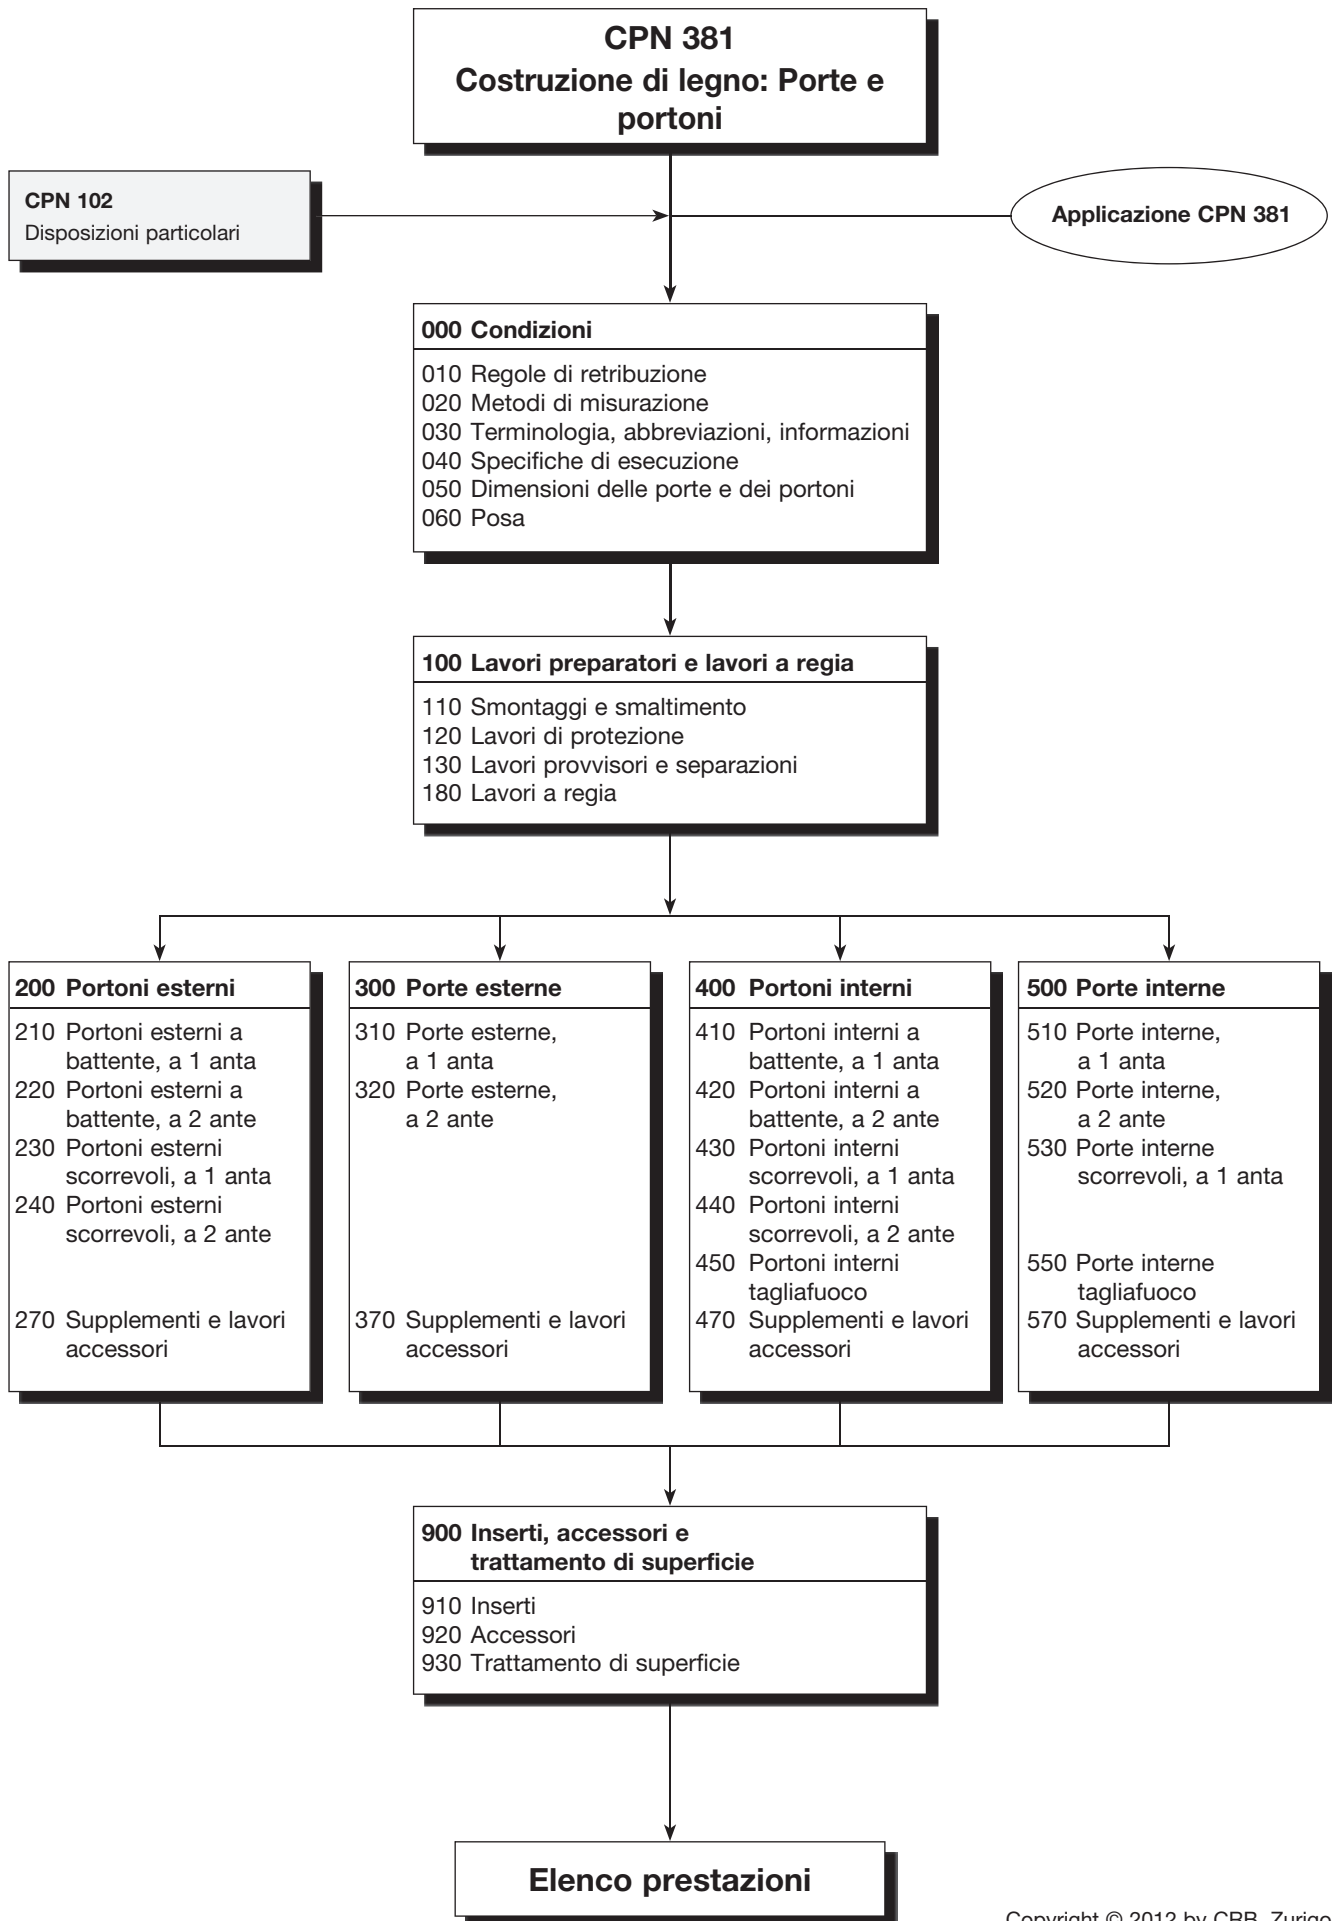 CPN 381
Costruzione di legno: Porte e
portoni
CPN 102
Disposizioni particolari
Applicazione CPN 381
000 Condizioni
010 Regole di retribuzione
020 Metodi di misurazione
030 Terminologia, abbreviazioni, informazioni
040 Specifiche di esecuzione
050 Dimensioni delle porte e dei portoni
060 Posa
100 Lavori preparatori e lavori a regia
110 Smontaggi e smaltimento
120 Lavori di protezione
130 Lavori provvisori e separazioni
180 Lavori a regia
200 Portoni esterni
210 Portoni esterni a
battente, a 1 anta
220 Portoni esterni a
battente, a 2 ante
230 Portoni esterni
scorrevoli, a 1 anta
240 Portoni esterni
scorrevoli, a 2 ante
270 Supplementi e lavori
accessori
300 Porte esterne
310 Porte esterne,
a 1 anta
320 Porte esterne,
a 2 ante
370 Supplementi e lavori
accessori
400 Portoni interni
410 Portoni interni a
battente, a 1 anta
420 Portoni interni a
battente, a 2 ante
430 Portoni interni
scorrevoli, a 1 anta
440 Portoni interni
scorrevoli, a 2 ante
450 Portoni interni
tagliafuoco
470 Supplementi e lavori
accessori
500 Porte interne
510 Porte interne,
a 1 anta
520 Porte interne,
a 2 ante
530 Porte interne
scorrevoli, a 1 anta
550 Porte interne
tagliafuoco
570 Supplementi e lavori
accessori
900 Inserti, accessori e
trattamento di superficie
910 Inserti
920 Accessori
930 Trattamento di superficie
Elenco prestazioni
Copyright © 2012 by CRB, Zurigo